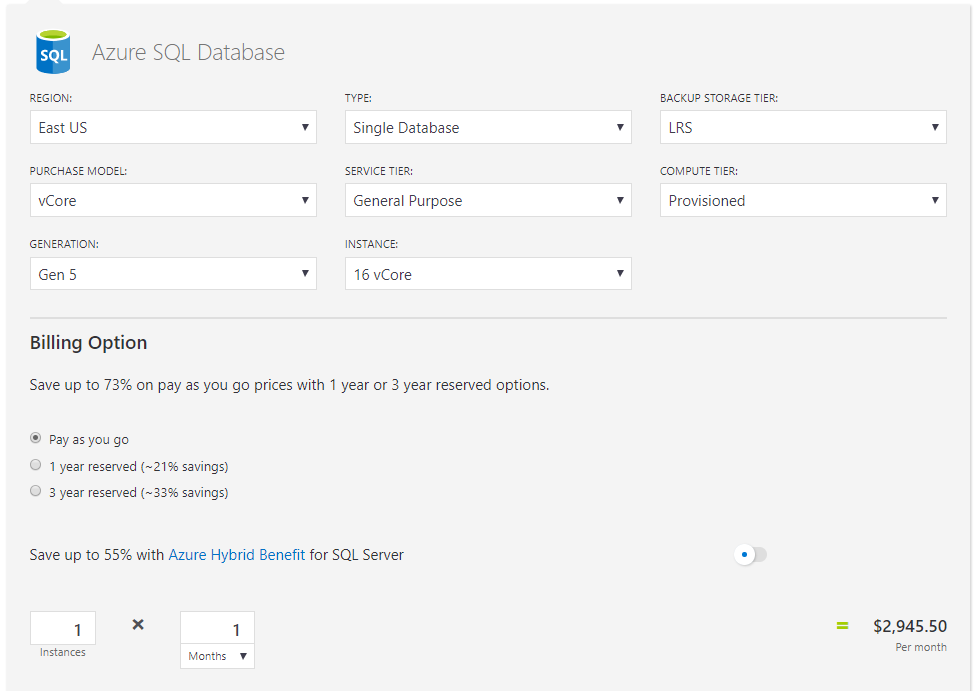 SQL Azure SQL Database
REGION: TYPE: BACKUP STORAGE TIER:
East US Single Database LRS
PURCHASE MODEL: SERVICE TIER: COMPUTE TIER:
vCore General Purpose Provisioned
GENERATION: INSTANCE:
Gen 5 16 vCore
Billing Option
Save up to 73% on pay as you go prices with 1 year or 3 year reserved options.
Pay as you go
1 year reserved (~21% savings)
3 year reserved (~33% savings)
Save up to 55% with Azure Hybrid Benefit for SQL Server
1 × 1 = $2,945.50
Instances Months Per month